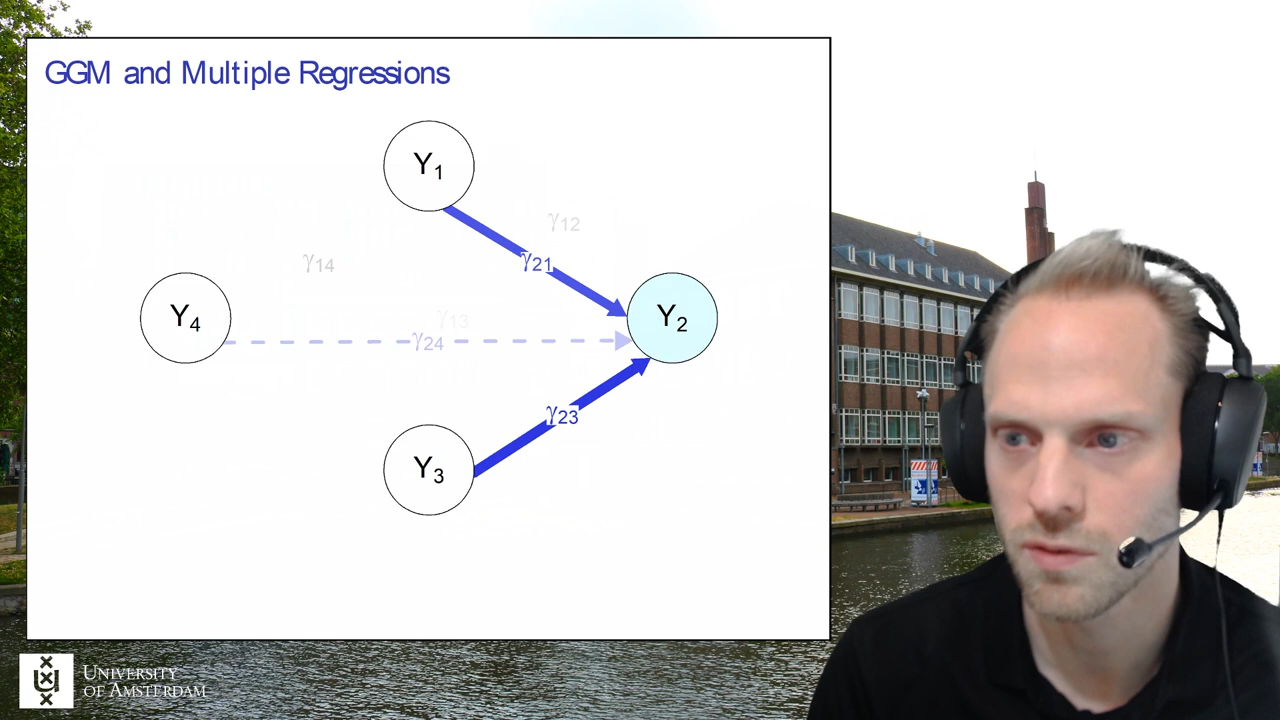 GGM and Multiple Regressions
Y1
γ12
γ21
γ14
Y4
Y2
γ13
γ24
γ23
Y3
UNIVERSITY
OF AMSTERDAM